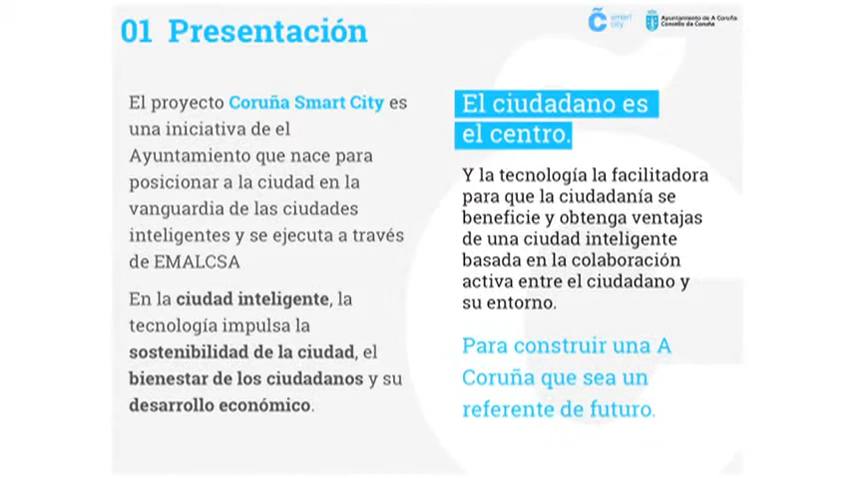 01 Presentación
smart
city
Ayuntamiento de A Coruña
Concello da Coruña
El proyecto Coruña Smart City es
una iniciativa de el
Ayuntamiento que nace para
posicionar a la ciudad en la
vanguardia de las ciudades
inteligentes y se ejecuta a través
de EMALCSA
En la ciudad inteligente, la
tecnología impulsa la
sostenibilidad de la ciudad, el
bienestar de los ciudadanos y su
desarrollo económico.
El ciudadano es
el centro.
Y la tecnología la facilitadora
para que la ciudadanía se
beneficie y obtenga ventajas
de una ciudad inteligente
basada en la colaboración
activa entre el ciudadano y
su entorno.
Para construir una A
Coruña que sea un
referente de futuro.